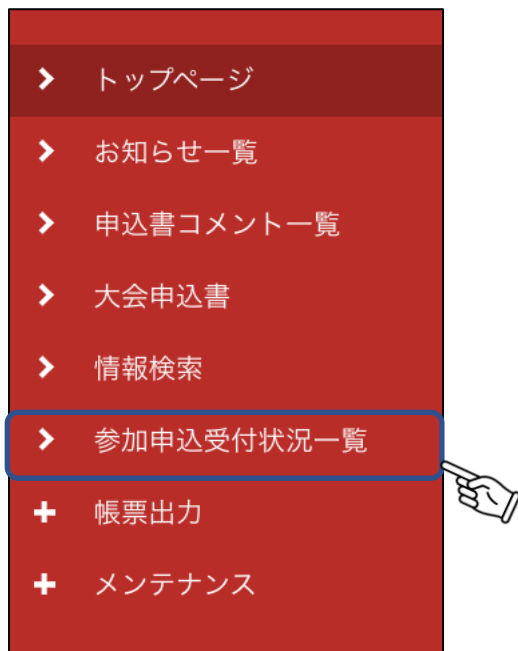 トップページ
お知らせ一覧
申込書コメント一覧
大会申込書
情報検索
参加申込受付状況一覧
帳票出力
メンテナンス